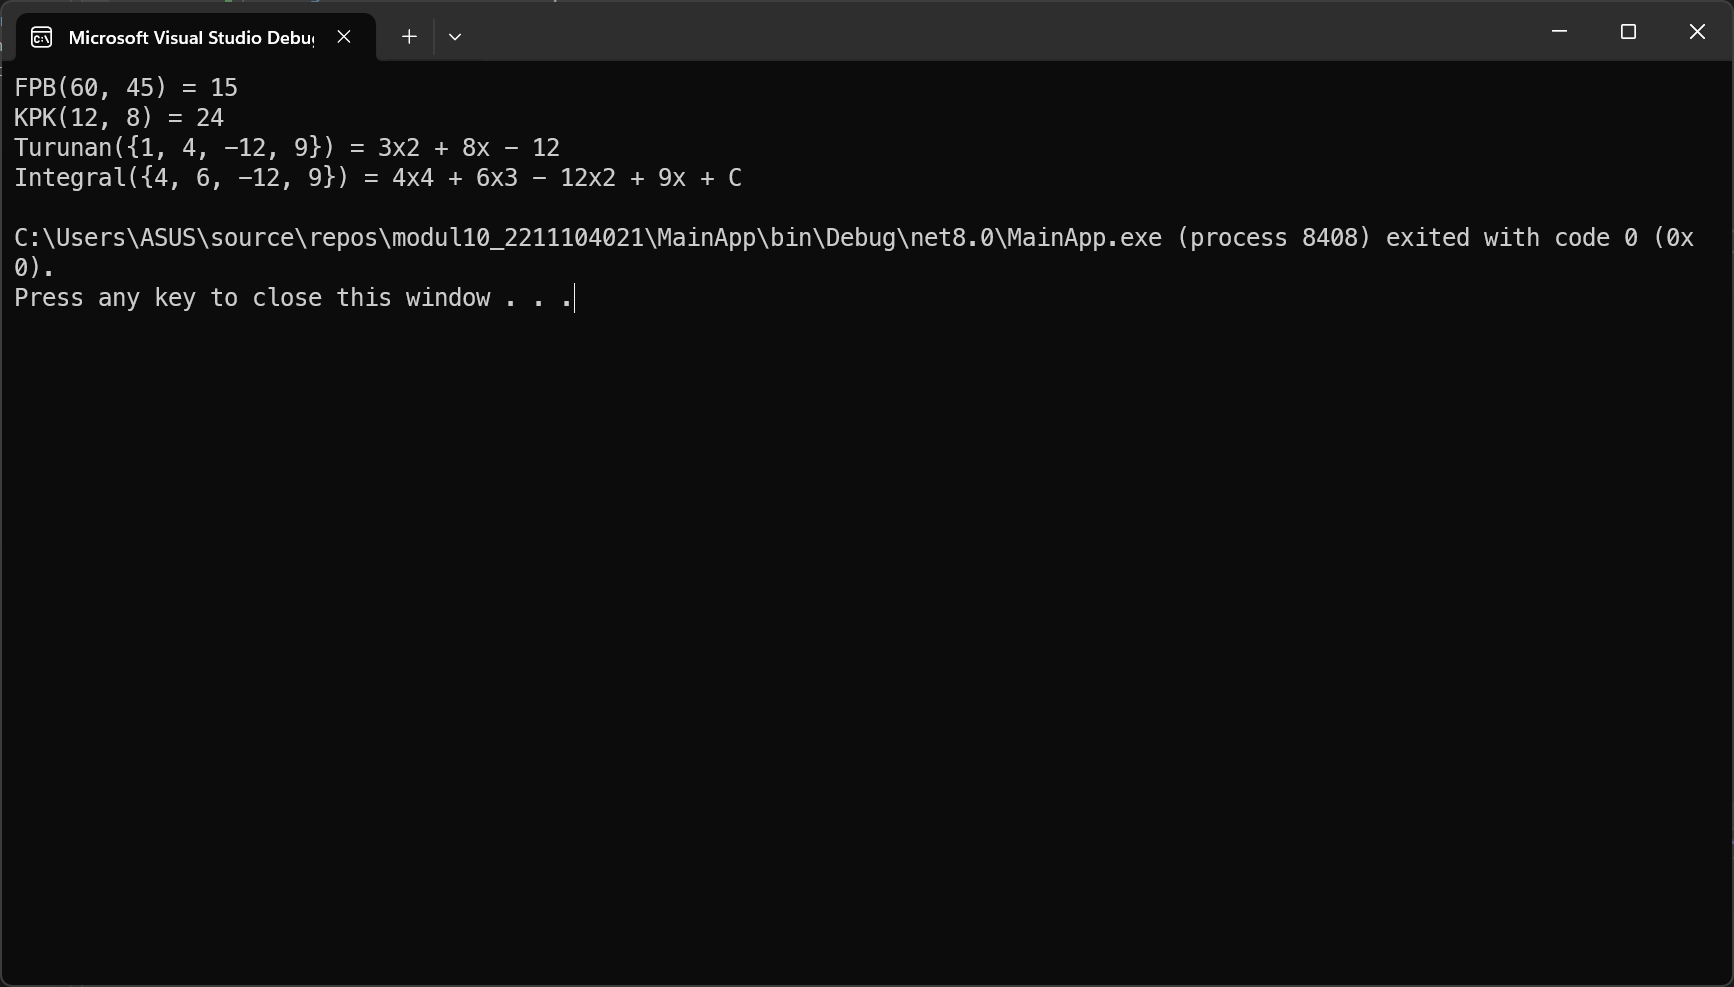 Microsoft Visual Studio Debu
FPB(60, 45) = 15
KPK(12, 8) = 24
Turunan({1, 4, -12, 9}) = 3x2 + 8x - 12
Integral({4, 6, -12, 9}) = 4x4 + 6x3 - 12x2 + 9x + C
C:\Users\ASUS\source\repos\modul10_2211104021\MainApp\bin\Debug\net8.0\MainApp.exe (process 8408) exited with code 0 (0x
0).
Press any key to close this window . . .